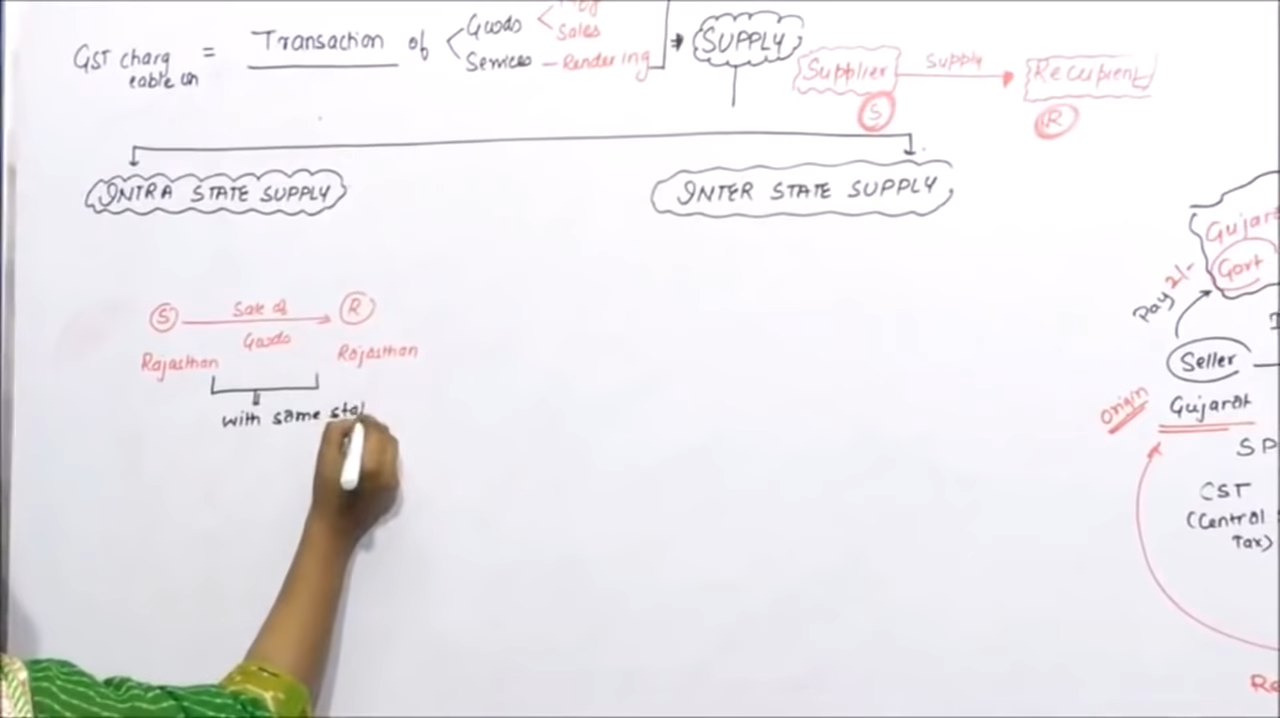 GST charg = Transaction of Goods Sales
eable on Services - Rendering SUPPLY
Supplier supply Recipient
S R
INTRA STATE SUPPLY INTER STATE SUPPLY
S Sale of R
Goods
Rajasthan Rajasthan
with same sta
Govt
Pay 2/-
Seller
origin Gujarat
SP
CST
(Central
Tax)